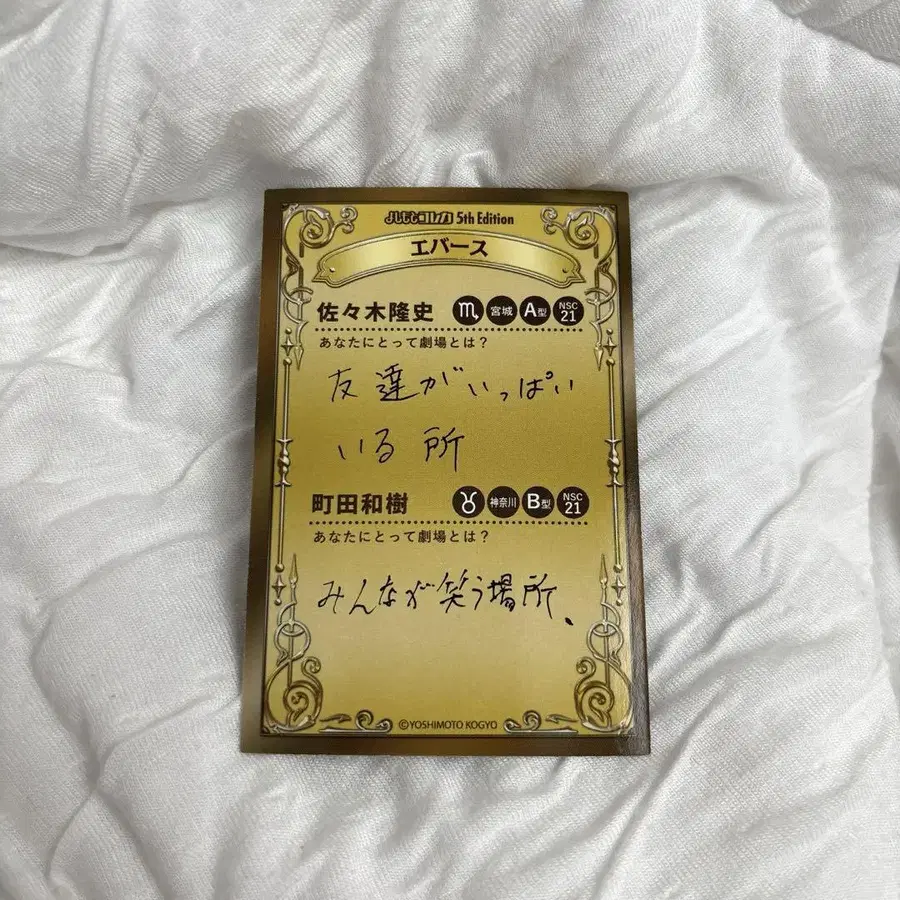 よしもとコレカ 5th Edition
エバース
佐々木隆史 ♏ 宮城 A型 NSC 21
あなたにとって劇場とは?
友達がいっぱい
いる所
町田和樹 ♉ 神奈川 B型 NSC 21
あなたにとって劇場とは?
みんなが笑う場所、
©YOSHIMOTO KOGYO